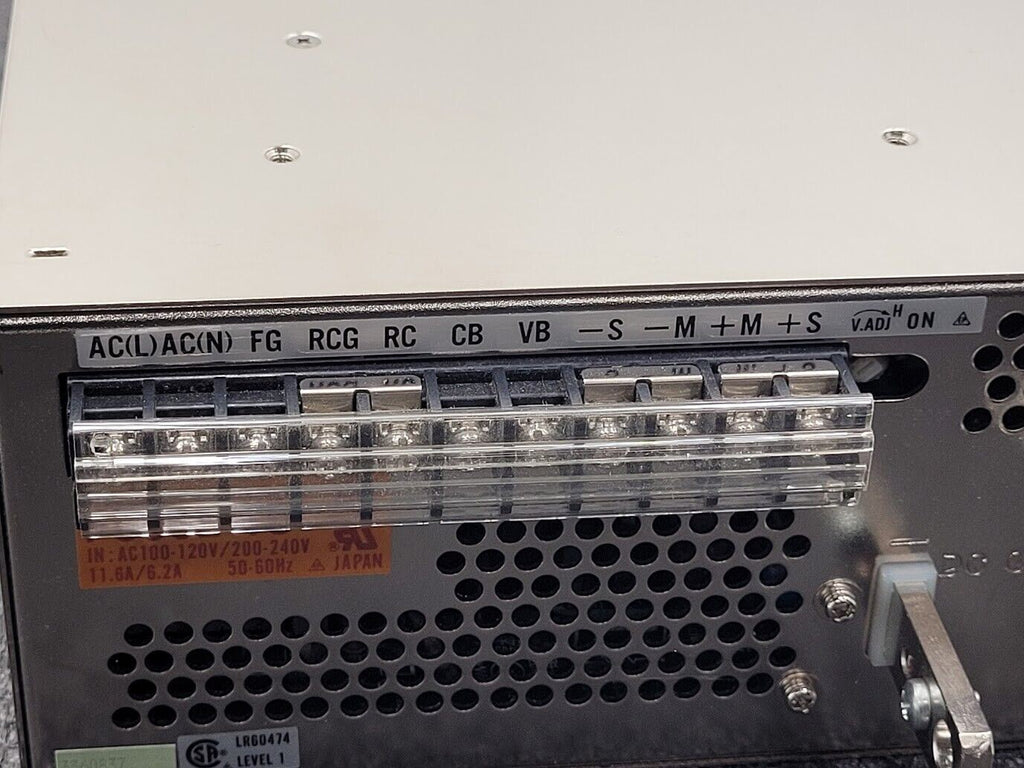 AC(L) AC(N) FG RCG RC CB VB −S −M +M +S V.ADJ H ON
IN: AC100-120V/200-240V
11.6A/6.2A 50-60Hz JAPAN
LR60474
LEVEL 1